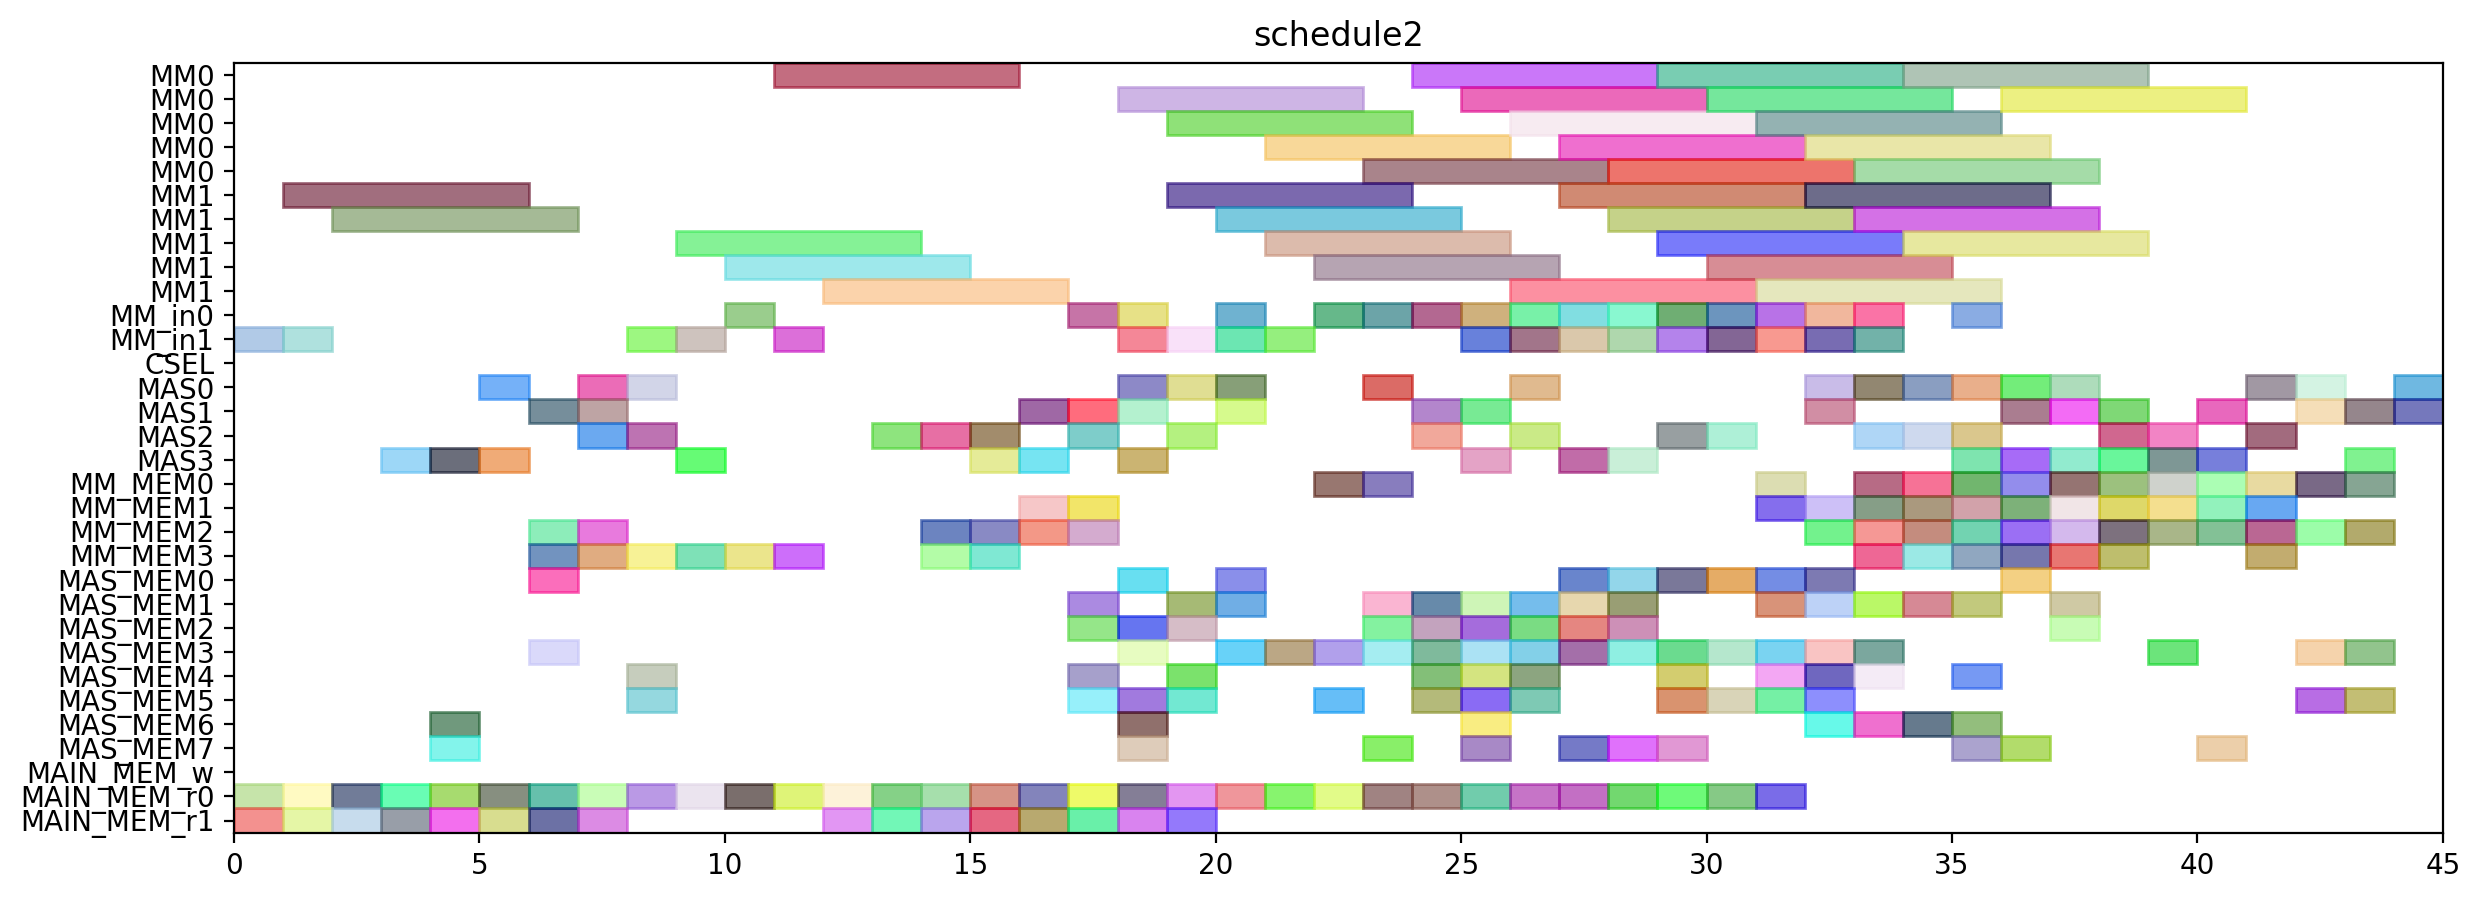 schedule2
MM0
MM0
MM0
MM0
MM0
MM1
MM1
MM1
MM1
MM1
MM_in0
MM_in1
CSEL
MAS0
MAS1
MAS2
MAS3
MM_MEM0
MM_MEM1
MM_MEM2
MM_MEM3
MAS_MEM0
MAS_MEM1
MAS_MEM2
MAS_MEM3
MAS_MEM4
MAS_MEM5
MAS_MEM6
MAS_MEM7
MAIN_MEM_w
MAIN_MEM_r0
MAIN_MEM_r1
0 5 10 15 20 25 30 35 40 45